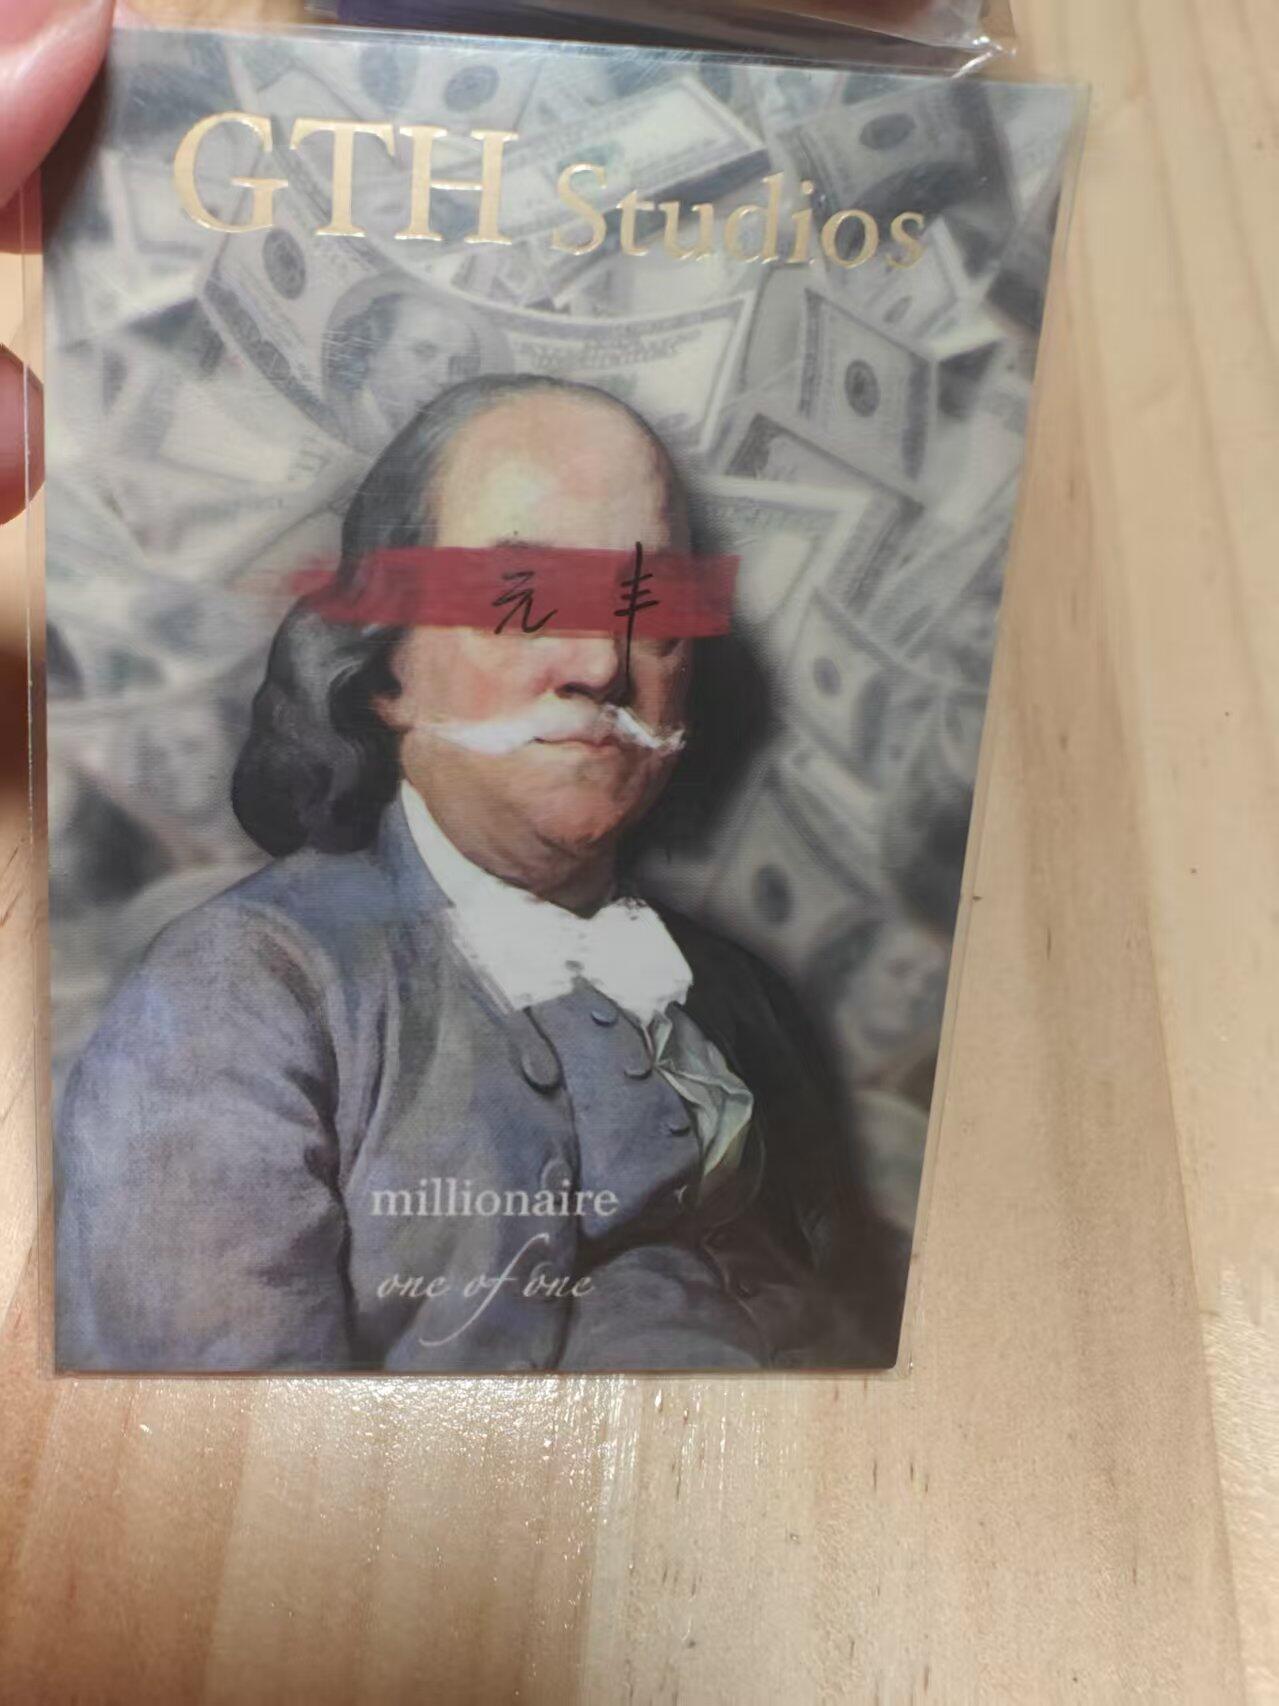 GTH Studios
元丰
millionaire
one of one